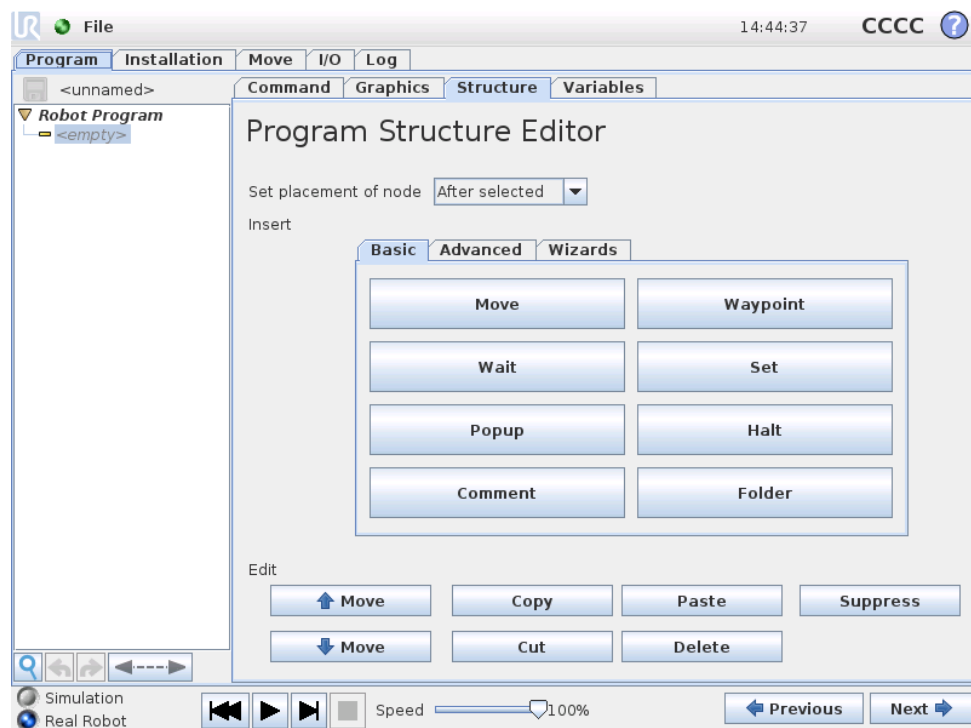 UR File 14:44:37 CCCC ?
Program Installation Move I/O Log
<unnamed>
Command Graphics Structure Variables
Robot Program
<empty>
Program Structure Editor
Set placement of node After selected
Insert
Basic Advanced Wizards
Move Waypoint
Wait Set
Popup Halt
Comment Folder
Edit
Move Copy Paste Suppress
Move Cut Delete
Simulation
Real Robot
Speed 100%
Previous Next